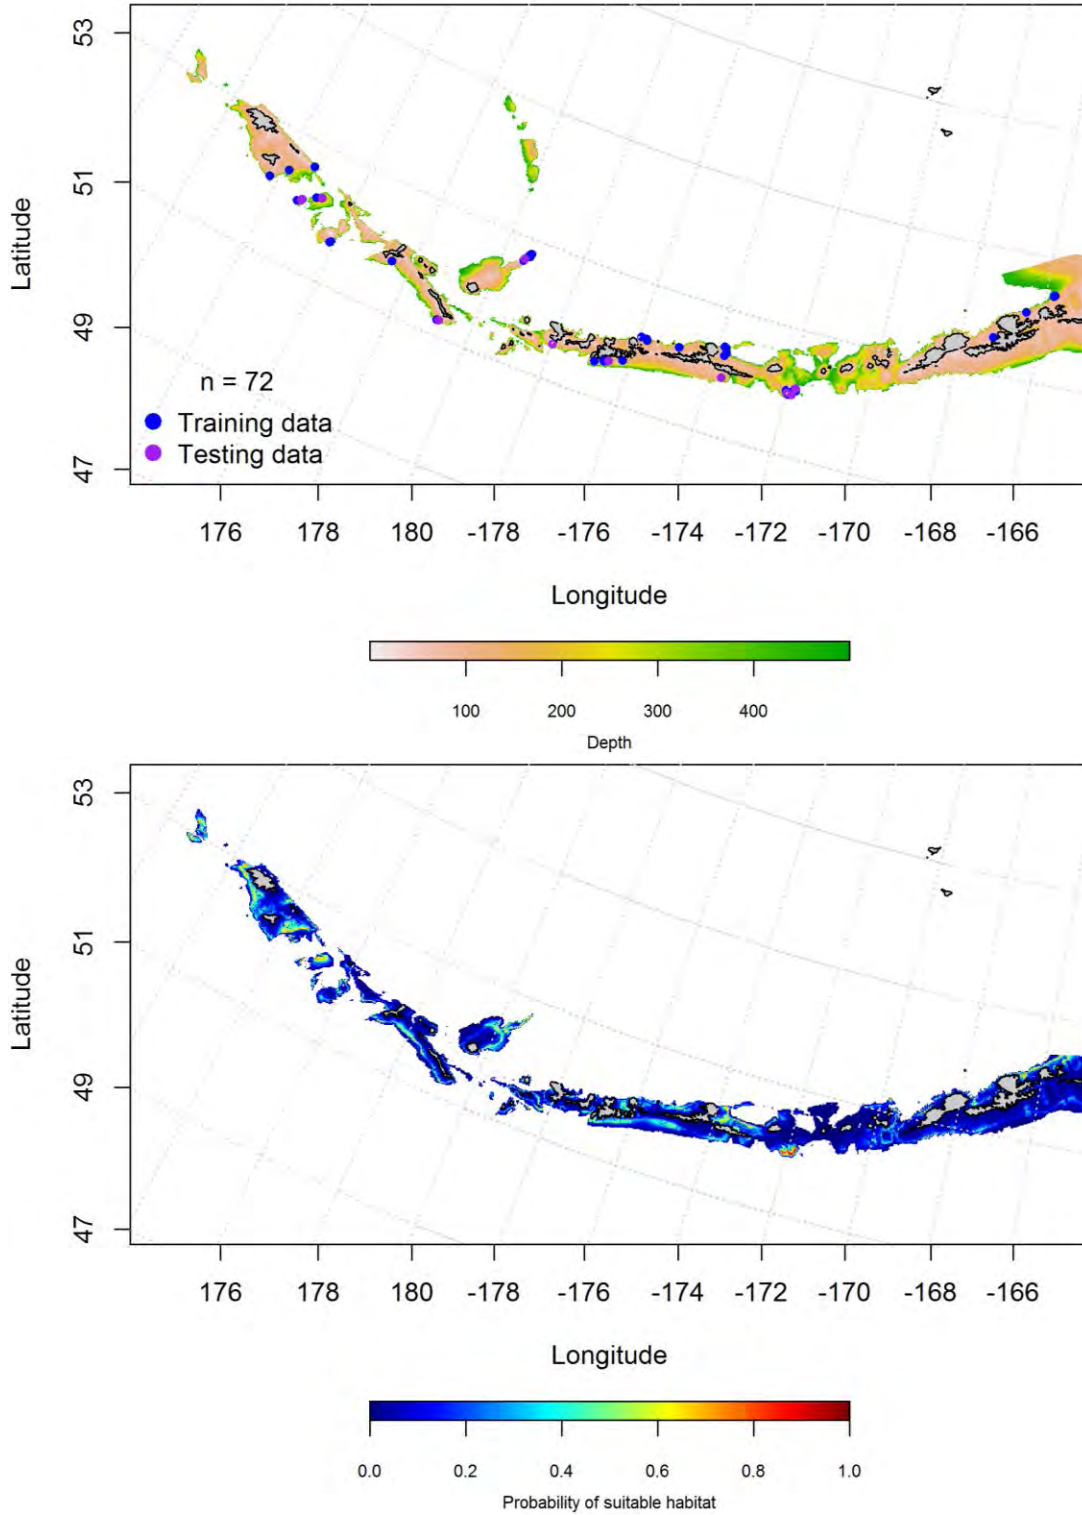 53
51
49
47
Latitude
n = 72
Training data
Testing data
176 178 180 -178 -176 -174 -172 -170 -168 -166
Longitude
100 200 300 400
Depth
53
51
49
47
Latitude
176 178 180 -178 -176 -174 -172 -170 -168 -166
Longitude
0.0 0.2 0.4 0.6 0.8 1.0
Probability of suitable habitat